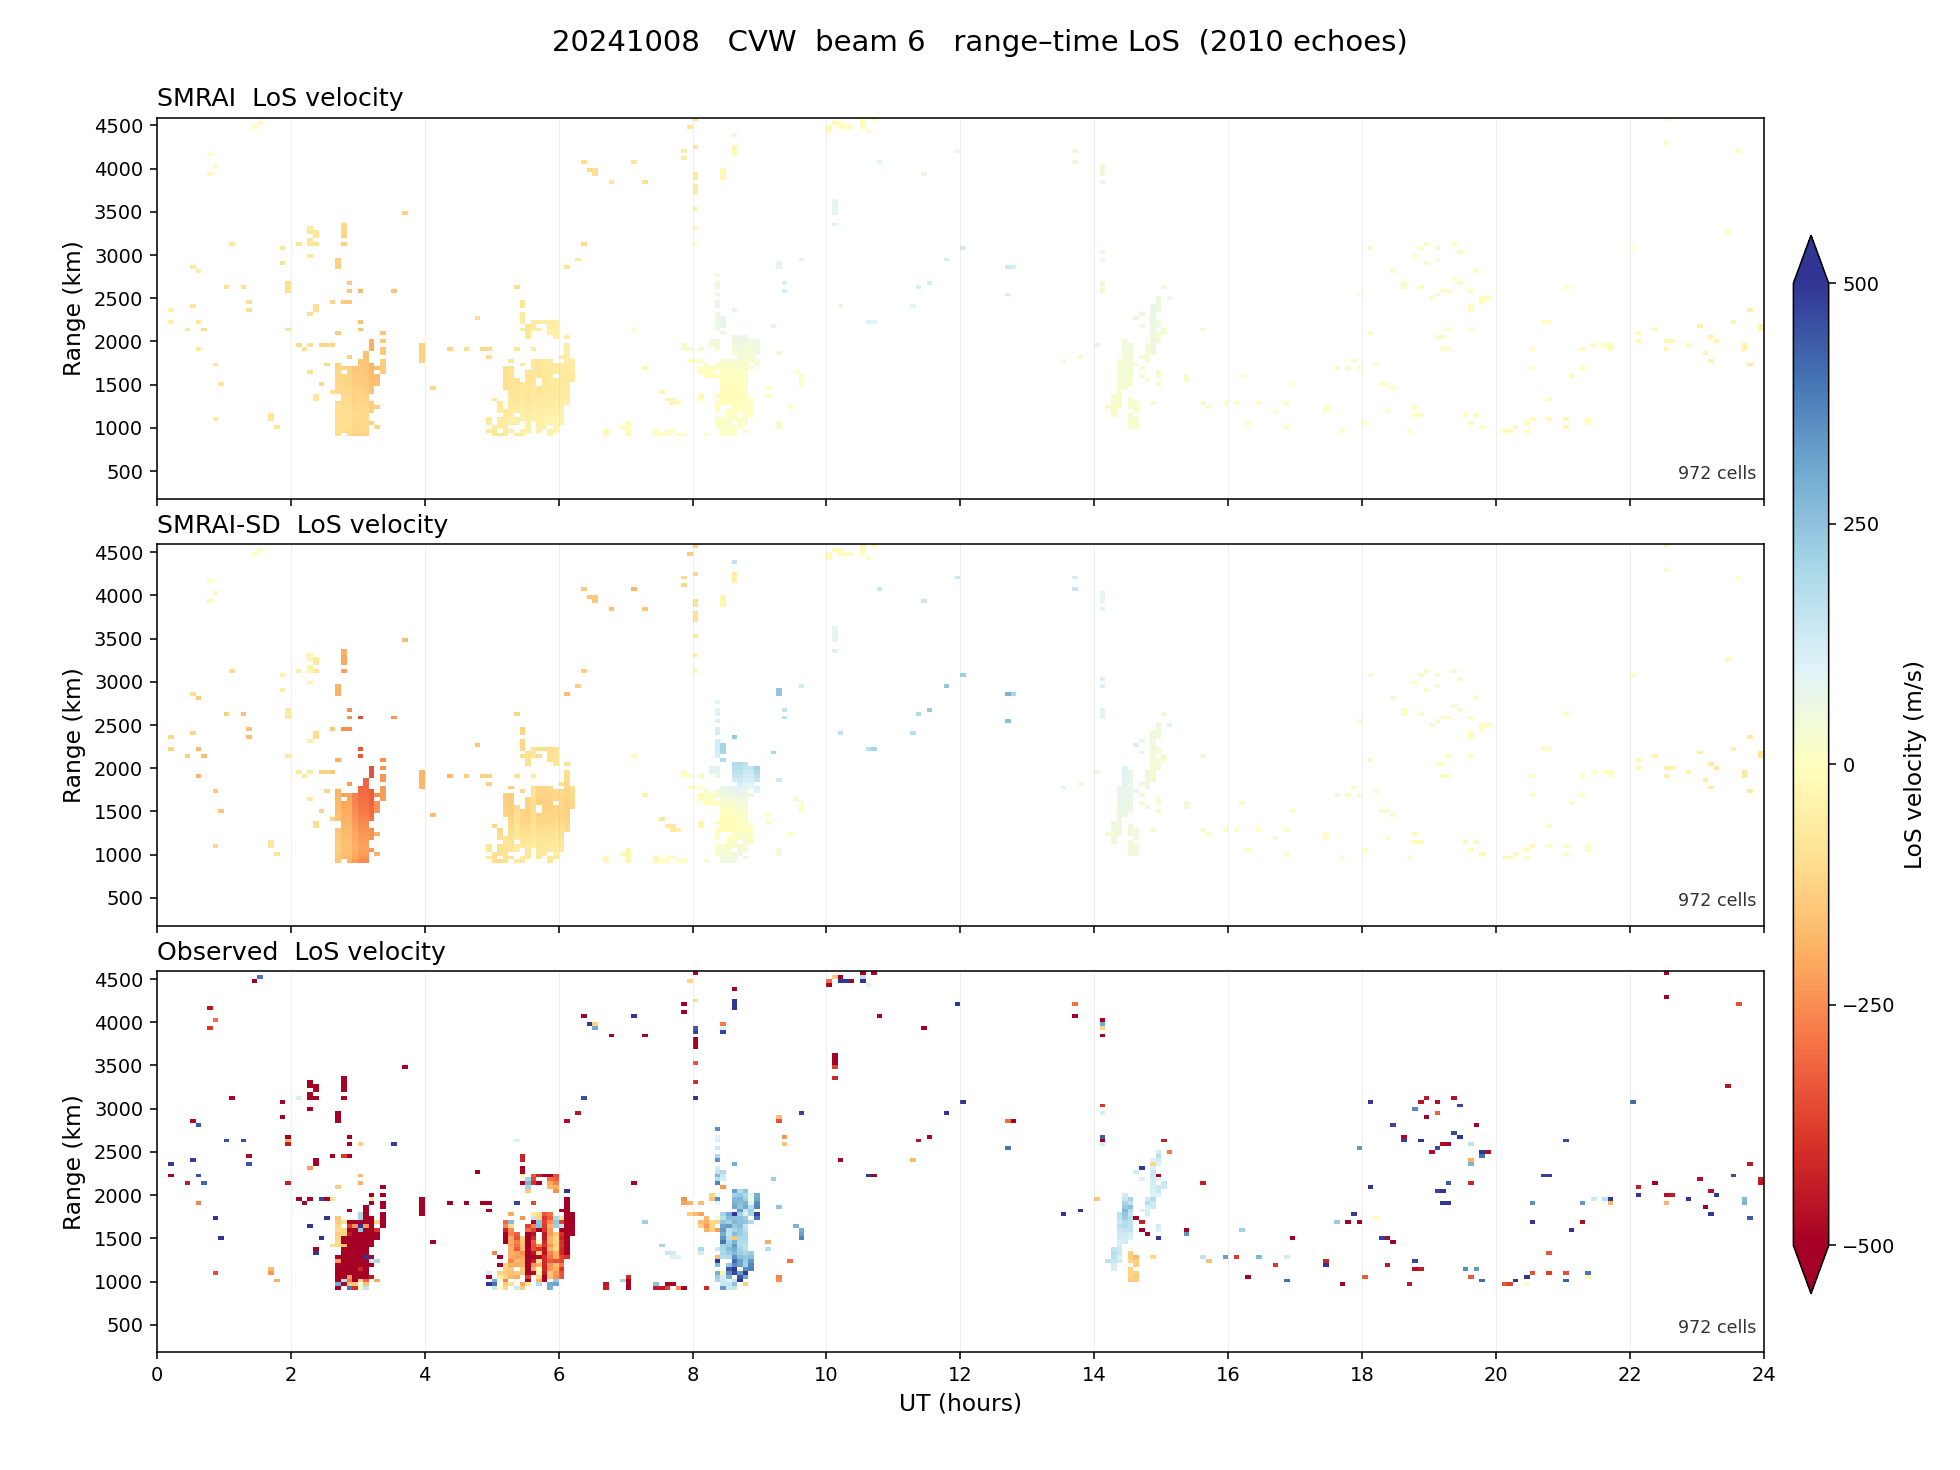 20241008   CVW  beam 6   range–time LoS  (2010 echoes)
SMRAI  LoS velocity
4500
4000
3500
3000
2500
2000
1500
1000
500
Range (km)
972 cells
SMRAI-SD  LoS velocity
4500
4000
3500
3000
2500
2000
1500
1000
500
Range (km)
972 cells
Observed  LoS velocity
4500
4000
3500
3000
2500
2000
1500
1000
500
Range (km)
972 cells
0 2 4 6 8 10 12 14 16 18 20 22 24
UT (hours)
500
250
0
−250
−500
LoS velocity (m/s)